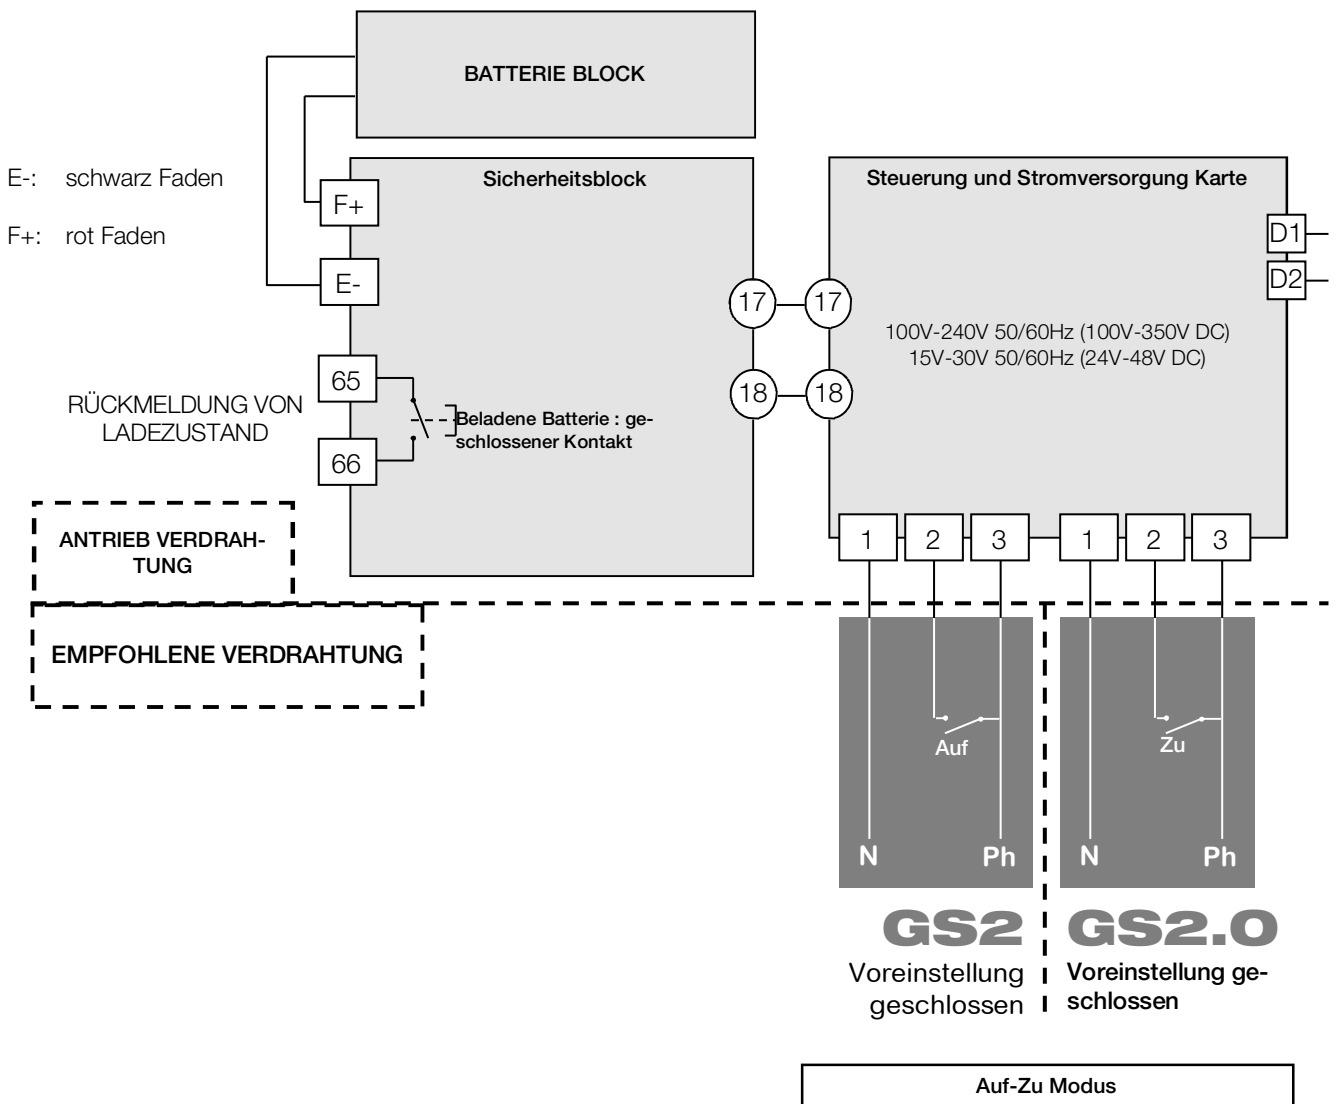 BATTERIE BLOCK
E-: schwarz Faden
F+: rot Faden
F+
E-
Sicherheitsblock
65
66
RÜCKMELDUNG VON
LADEZUSTAND
Beladene Batterie : ge-
schlossener Kontakt
17
18
17
18
Steuerung und Stromversorgung Karte
D1
D2
100V-240V 50/60Hz (100V-350V DC)
15V-30V 50/60Hz (24V-48V DC)
1 2 3 1 2 3
ANTRIEB VERDRAH-
TUNG
EMPFOHLENE VERDRAHTUNG
Auf
N Ph
Zu
N Ph
GS2
Voreinstellung
geschlossen
GS2.0
Voreinstellung ge-
schlossen
Auf-Zu Modus